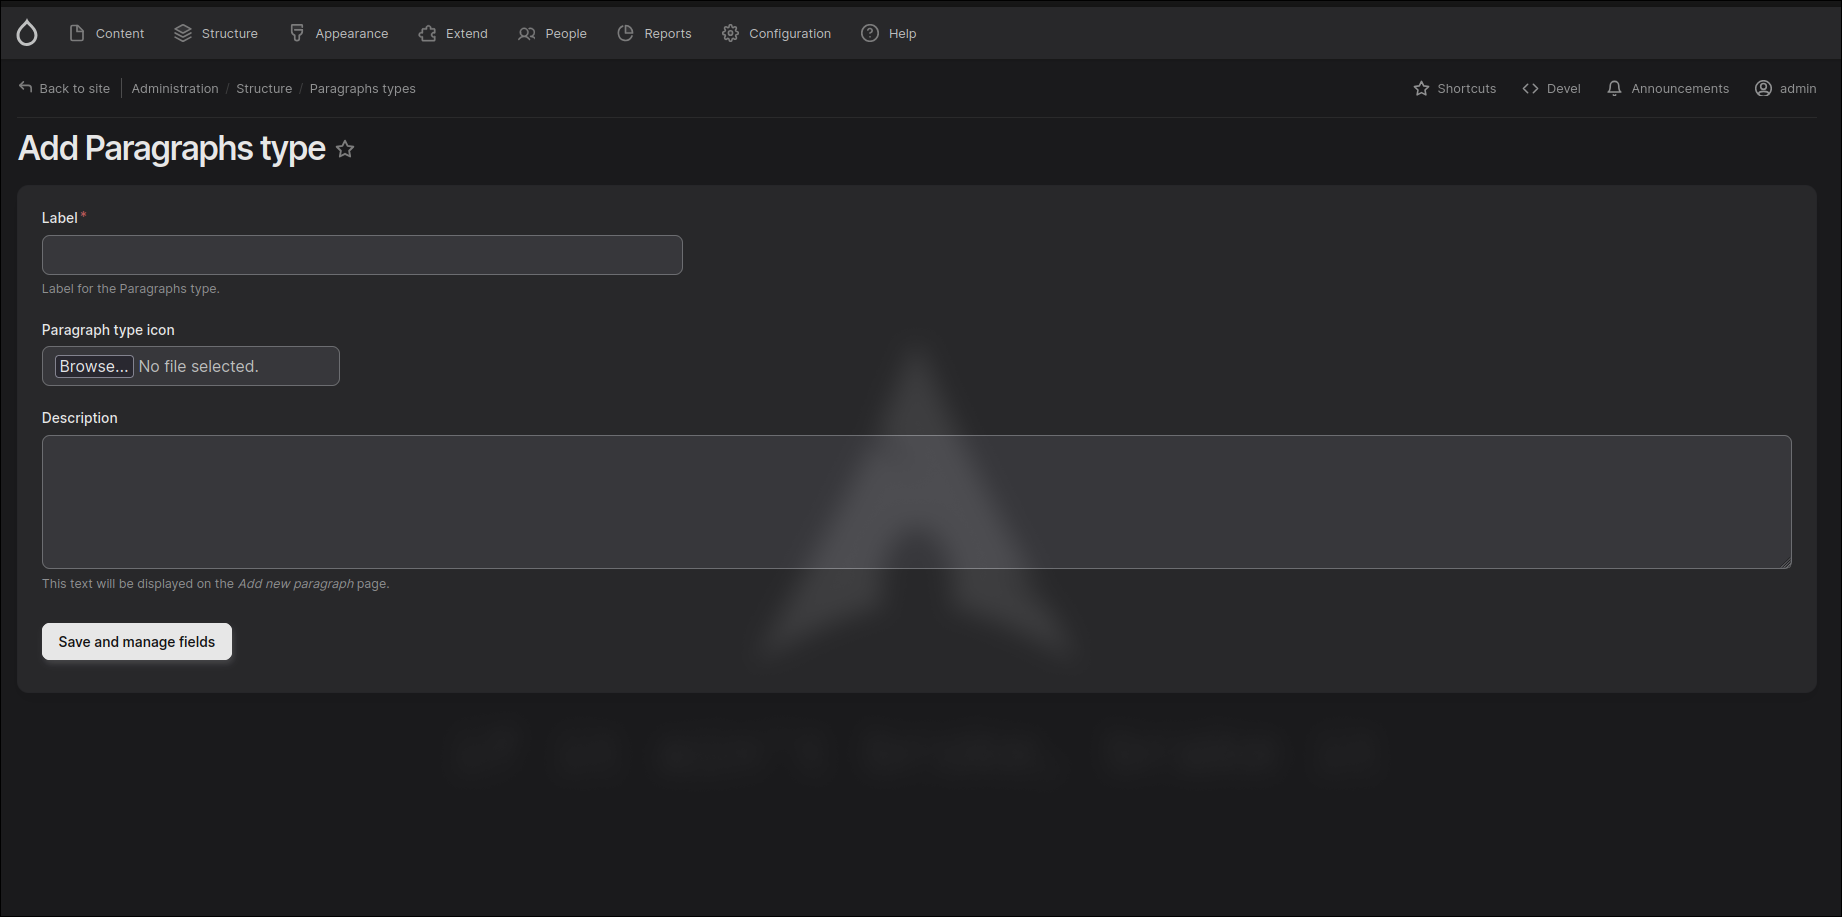 Content Structure Appearance Extend People Reports Configuration Help
Back to site Administration / Structure / Paragraphs types Shortcuts Devel Announcements admin
Add Paragraphs type
Label *
Label for the Paragraphs type.
Paragraph type icon
Browse... No file selected.
Description
This text will be displayed on the Add new paragraph page.
Save and manage fields